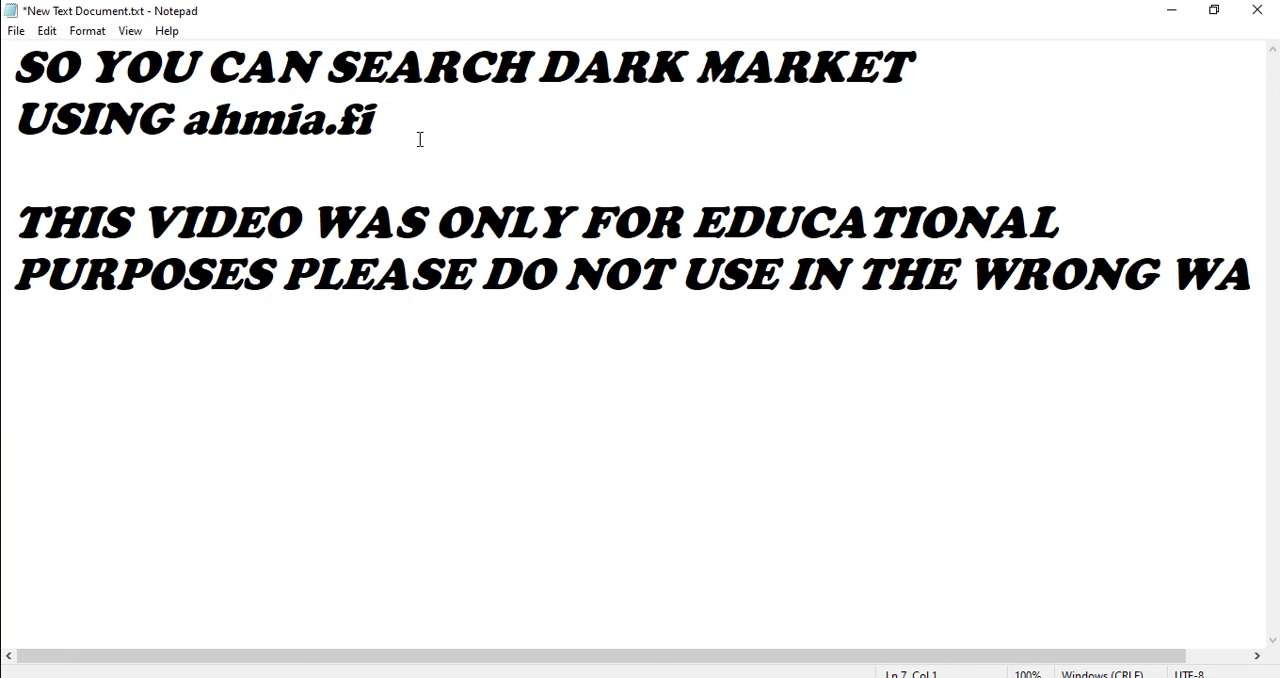 *New Text Document.txt - Notepad
File Edit Format View Help
SO YOU CAN SEARCH DARK MARKET
USING ahmia.fi
THIS VIDEO WAS ONLY FOR EDUCATIONAL
PURPOSES PLEASE DO NOT USE IN THE WRONG WA
Ln 7, Col 1 100% Windows (CRLF) UTF-8